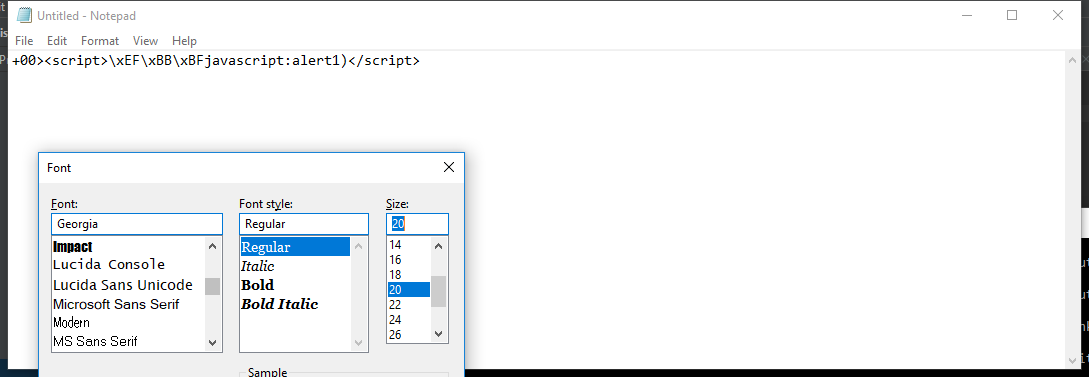 Untitled - Notepad
File Edit Format View Help
+00><script>\xEF\xBB\xBFjavascript:alert1)</script>
Font
Font: Font style: Size:
Georgia Regular 20
Impact Regular 14
Lucida Console Italic 16
Lucida Sans Unicode Bold 18
Microsoft Sans Serif Bold Italic 20
Modern 22
MS Sans Serif 24
26
Sample